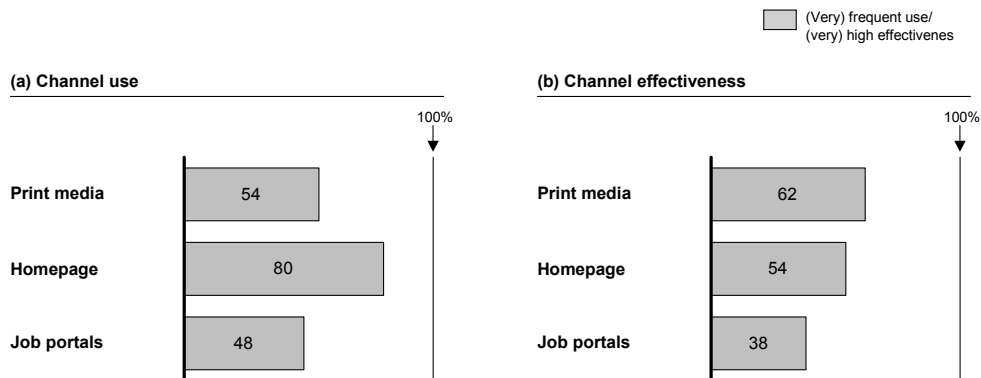 (Very) frequent use/
(very) high effectivenes
(a) Channel use
100%
Print media
54
Homepage
80
Job portals
48
(b) Channel effectiveness
100%
Print media
62
Homepage
54
Job portals
38